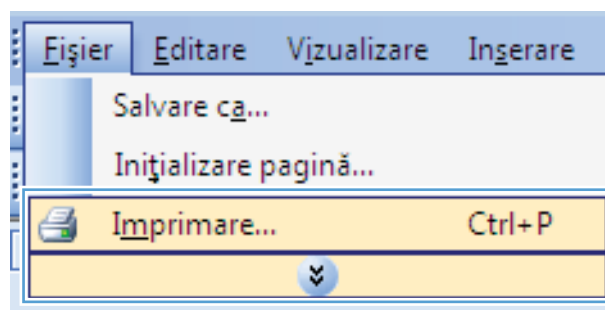 Fişier Editare Vizualizare Inserare
Salvare ca...
Iniţializare pagină...
Imprimare... Ctrl+P